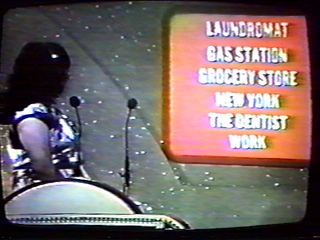 LAUNDROMAT
GAS STATION
GROCERY STORE
NEW YORK
THE DENTIST
WORK